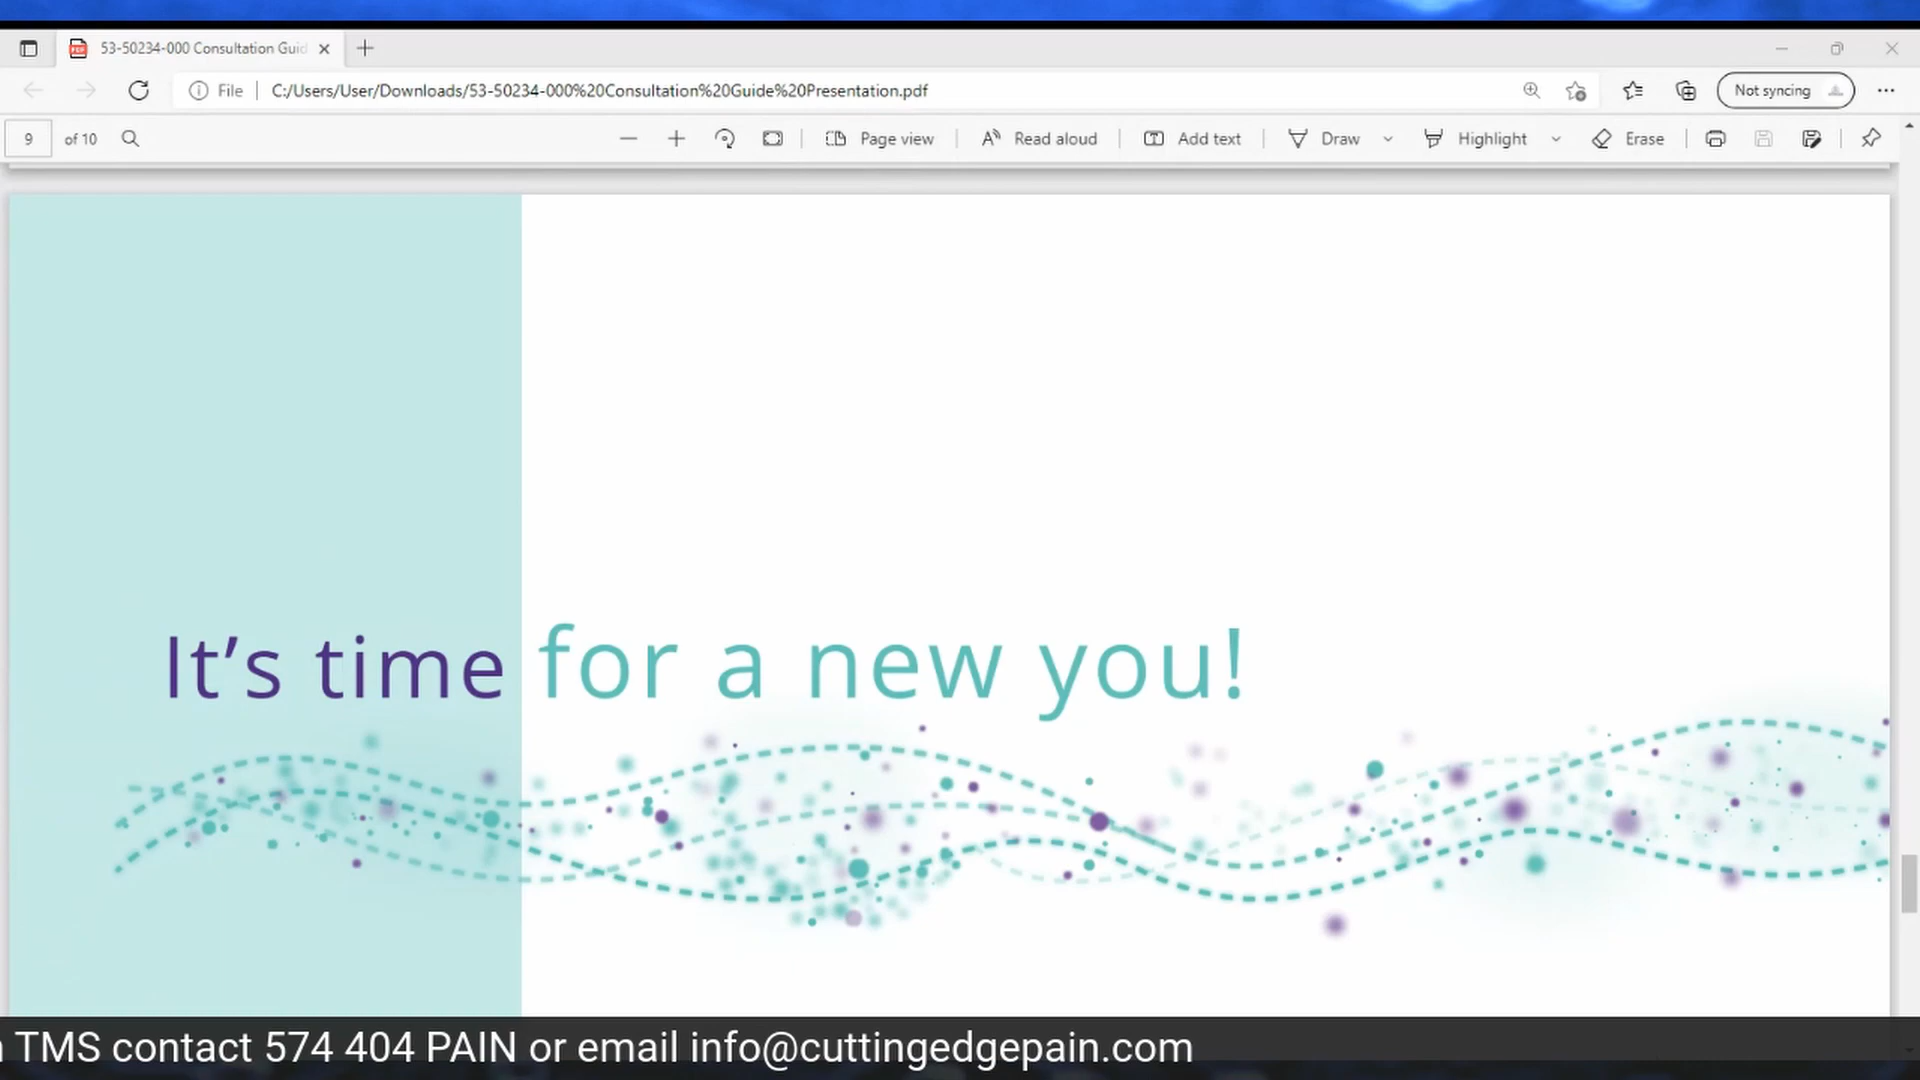 53-50234-000 Consultation Guid
File
C:/Users/User/Downloads/53-50234-000%20Consultation%20Guide%20Presentation.pdf
Not syncing
9 of 10
Page view
Read aloud
Add text
Draw
Highlight
Erase
It’s time for a new you!
TMS contact 574 404 PAIN or email info@cuttingedgepain.com